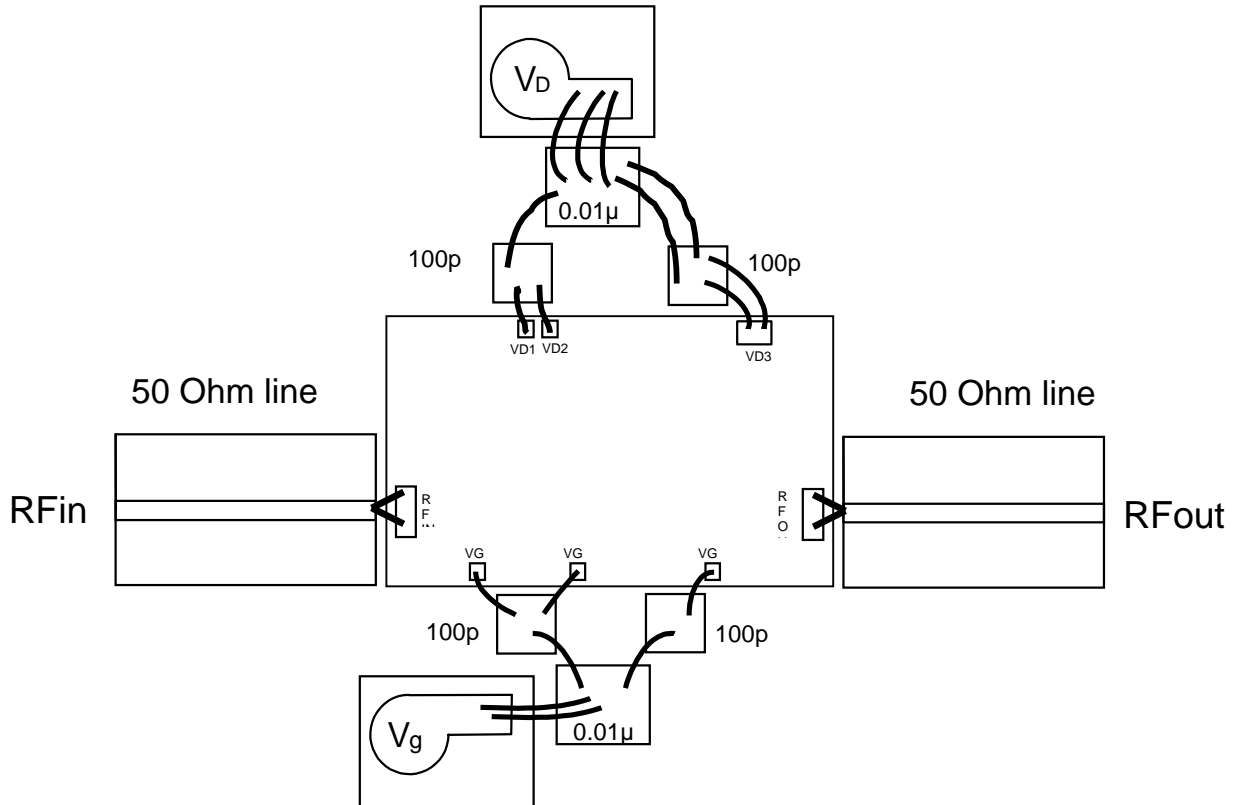 VD
0.01µ
100p
100p
VD1 VD2
VD3
50 Ohm line
50 Ohm line
RFin
R
F
R
F
O
RFout
VG
VG
VG
100p
100p
Vg
0.01µ